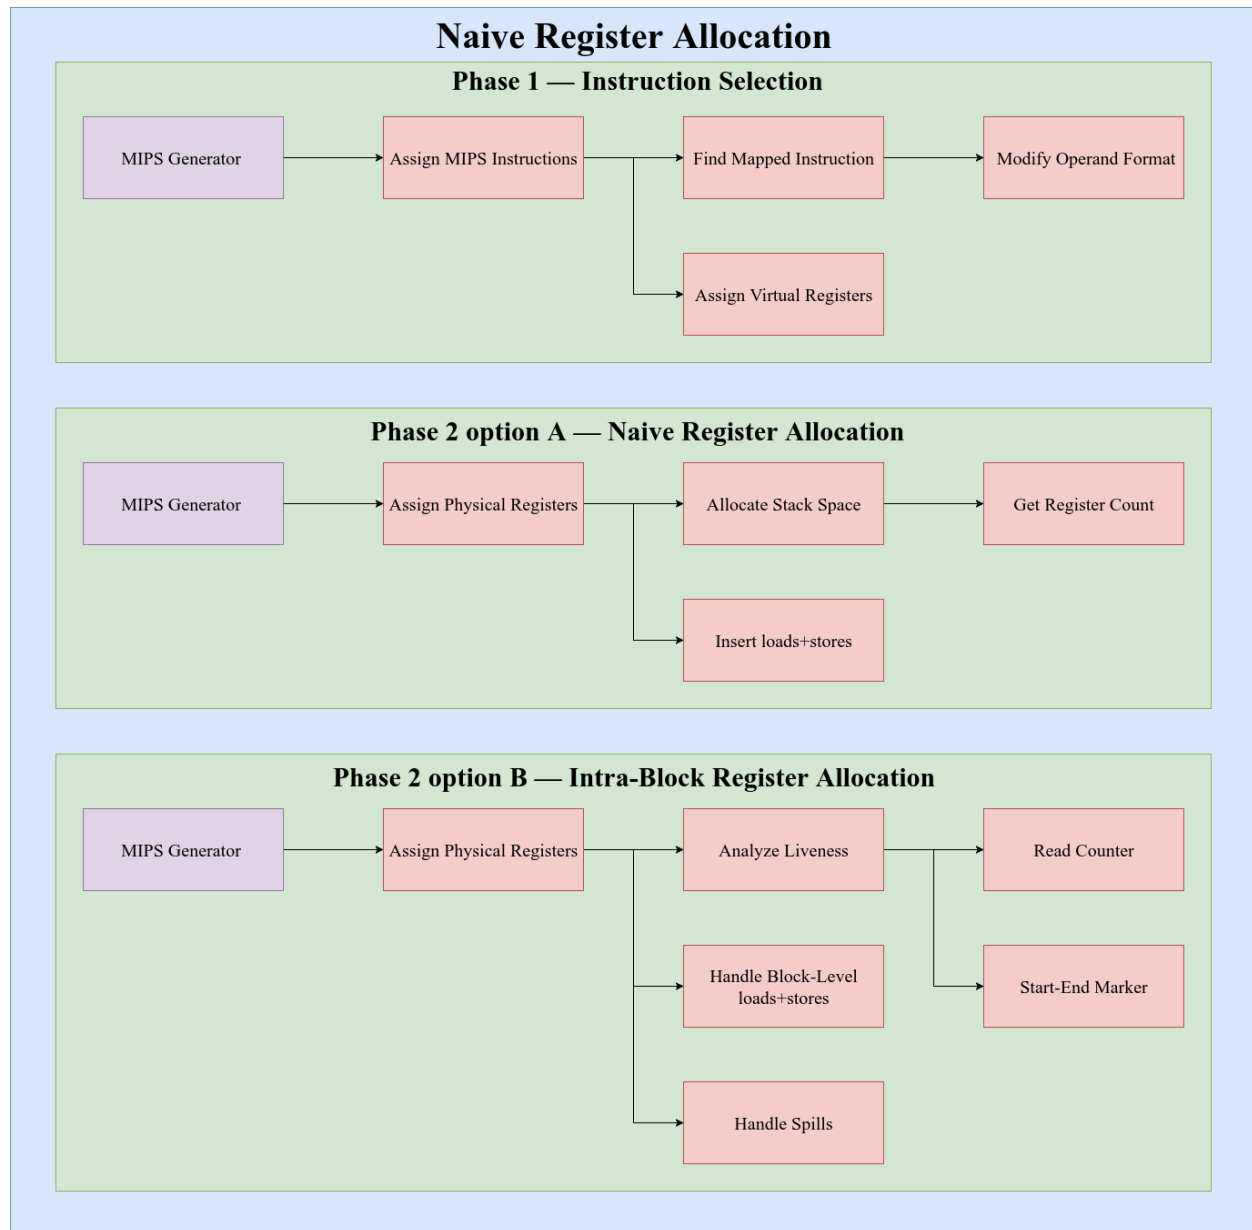 Naive Register Allocation
Phase 1 — Instruction Selection
MIPS Generator
Assign MIPS Instructions
Find Mapped Instruction
Modify Operand Format
Assign Virtual Registers
Phase 2 option A — Naive Register Allocation
MIPS Generator
Assign Physical Registers
Allocate Stack Space
Get Register Count
Insert loads+stores
Phase 2 option B — Intra-Block Register Allocation
MIPS Generator
Assign Physical Registers
Analyze Liveness
Read Counter
Handle Block-Level
loads+stores
Start-End Marker
Handle Spills